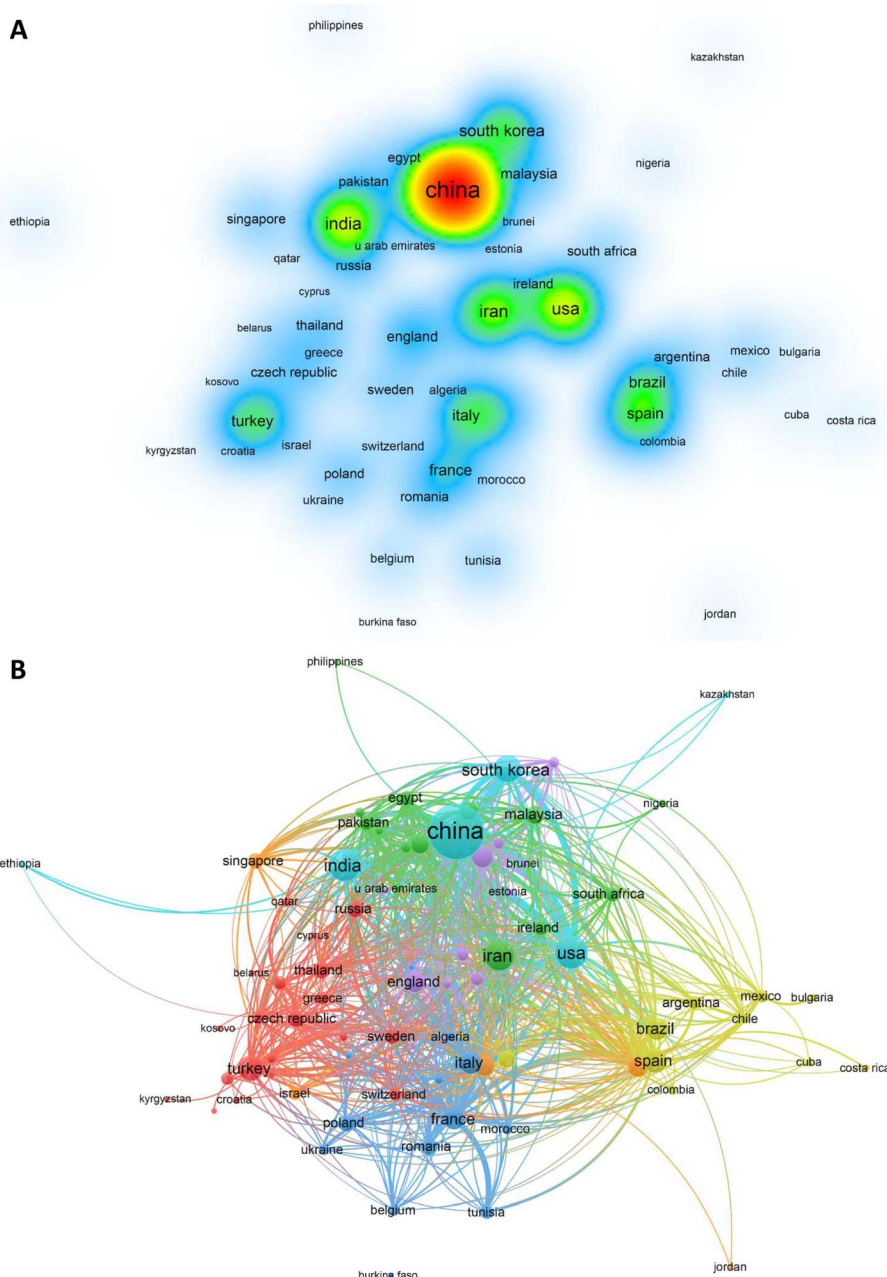 A
philippines
kazakhstan
south korea
egypt
nigeria
malaysia
pakistan
china
ethiopia
singapore
india
brunei
u arab emirates
estonia
south africa
qatar
russia
ireland
cyprus
iran
usa
belarus
thailand
england
greece
argentina
mexico
bulgaria
czech republic
chile
kosovo
sweden
algeria
brazil
turkey
italy
spain
cuba
costa rica
kyrgyzstan
croatia
israel
switzerland
colombia
poland
france
morocco
ukraine
romania
belgium
tunisia
burkina faso
jordan
B
philippines
kazakhstan
south korea
egypt
nigeria
pakistan
china
malaysia
singapore
ethiopia
india
brunei
u arab emirates
estonia
south africa
qatar
russia
ireland
cyprus
iran
usa
belarus
thailand
england
greece
argentina
mexico
bulgaria
czech republic
chile
kosovo
sweden
algeria
brazil
turkey
italy
spain
cuba
costa rica
kyrgyzstan
croatia
israel
switzerland
colombia
poland
france
morocco
ukraine
romania
belgium
tunisia
burkina faso
jordan